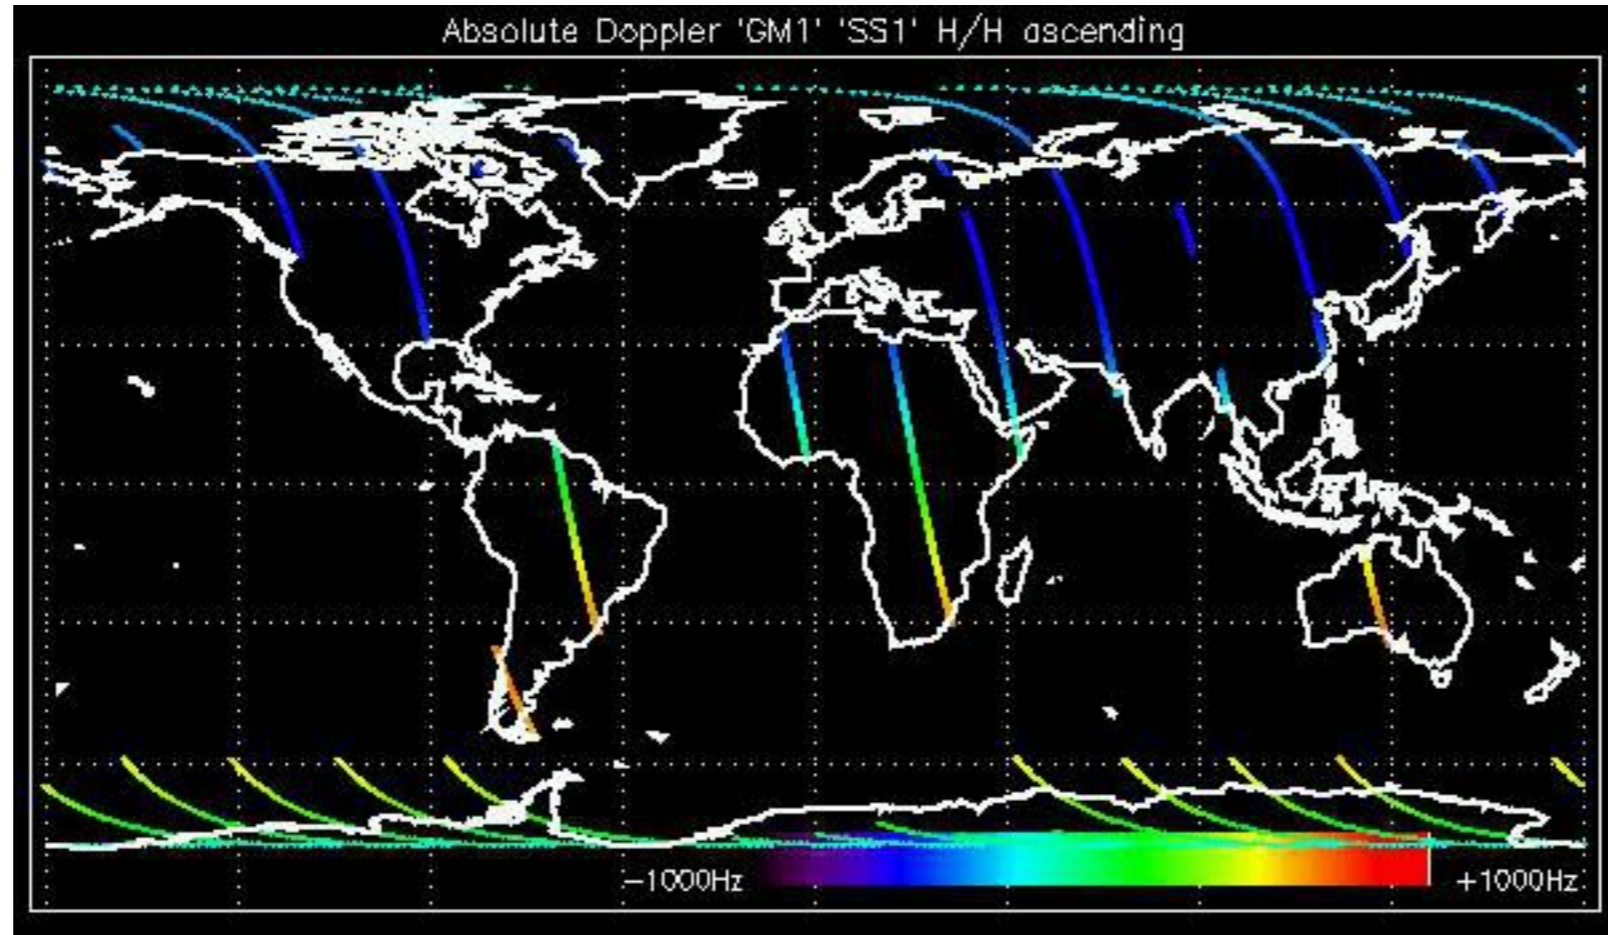 Absolute Doppler 'GM1' 'SS1' H/H ascending
−1000Hz +1000Hz